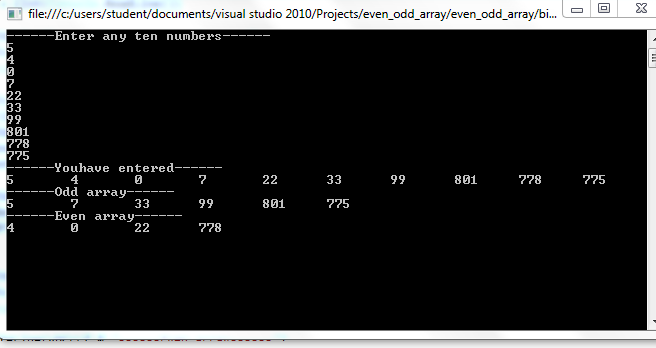 file:///c:/users/student/documents/visual studio 2010/Projects/even_odd_array/even_odd_array/bi...
------Enter any ten numbers------
5
4
0
7
22
33
99
801
778
775
------Youhave entered------
5 4 0 7 22 33 99 801 778 775
------Odd array------
5 7 33 99 801 775
------Even array------
4 0 22 778